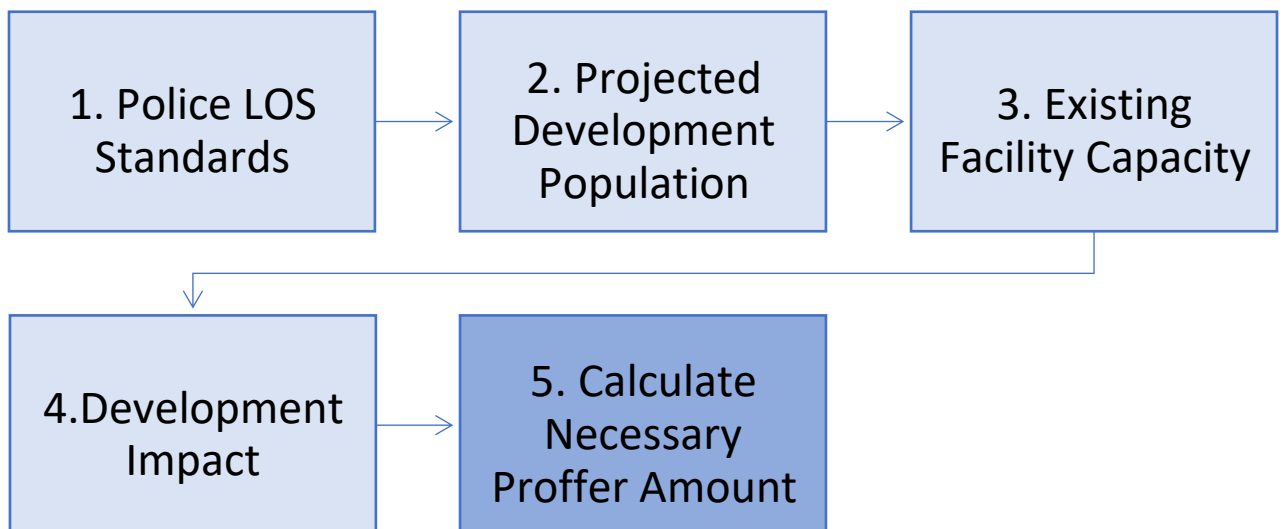 1. Police LOS
Standards
2. Projected
Development
Population
3. Existing
Facility Capacity
4.Development
Impact
5. Calculate
Necessary
Proffer Amount